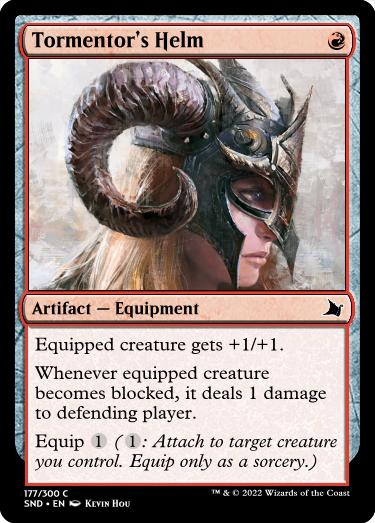 Tormentor's Helm
Artifact — Equipment
Equipped creature gets +1/+1.
Whenever equipped creature
becomes blocked, it deals 1 damage
to defending player.
Equip 1 (1: Attach to target creature
you control. Equip only as a sorcery.)
177/300 C
™ & © 2022 Wizards of the Coast
SND • EN Kevin Hou